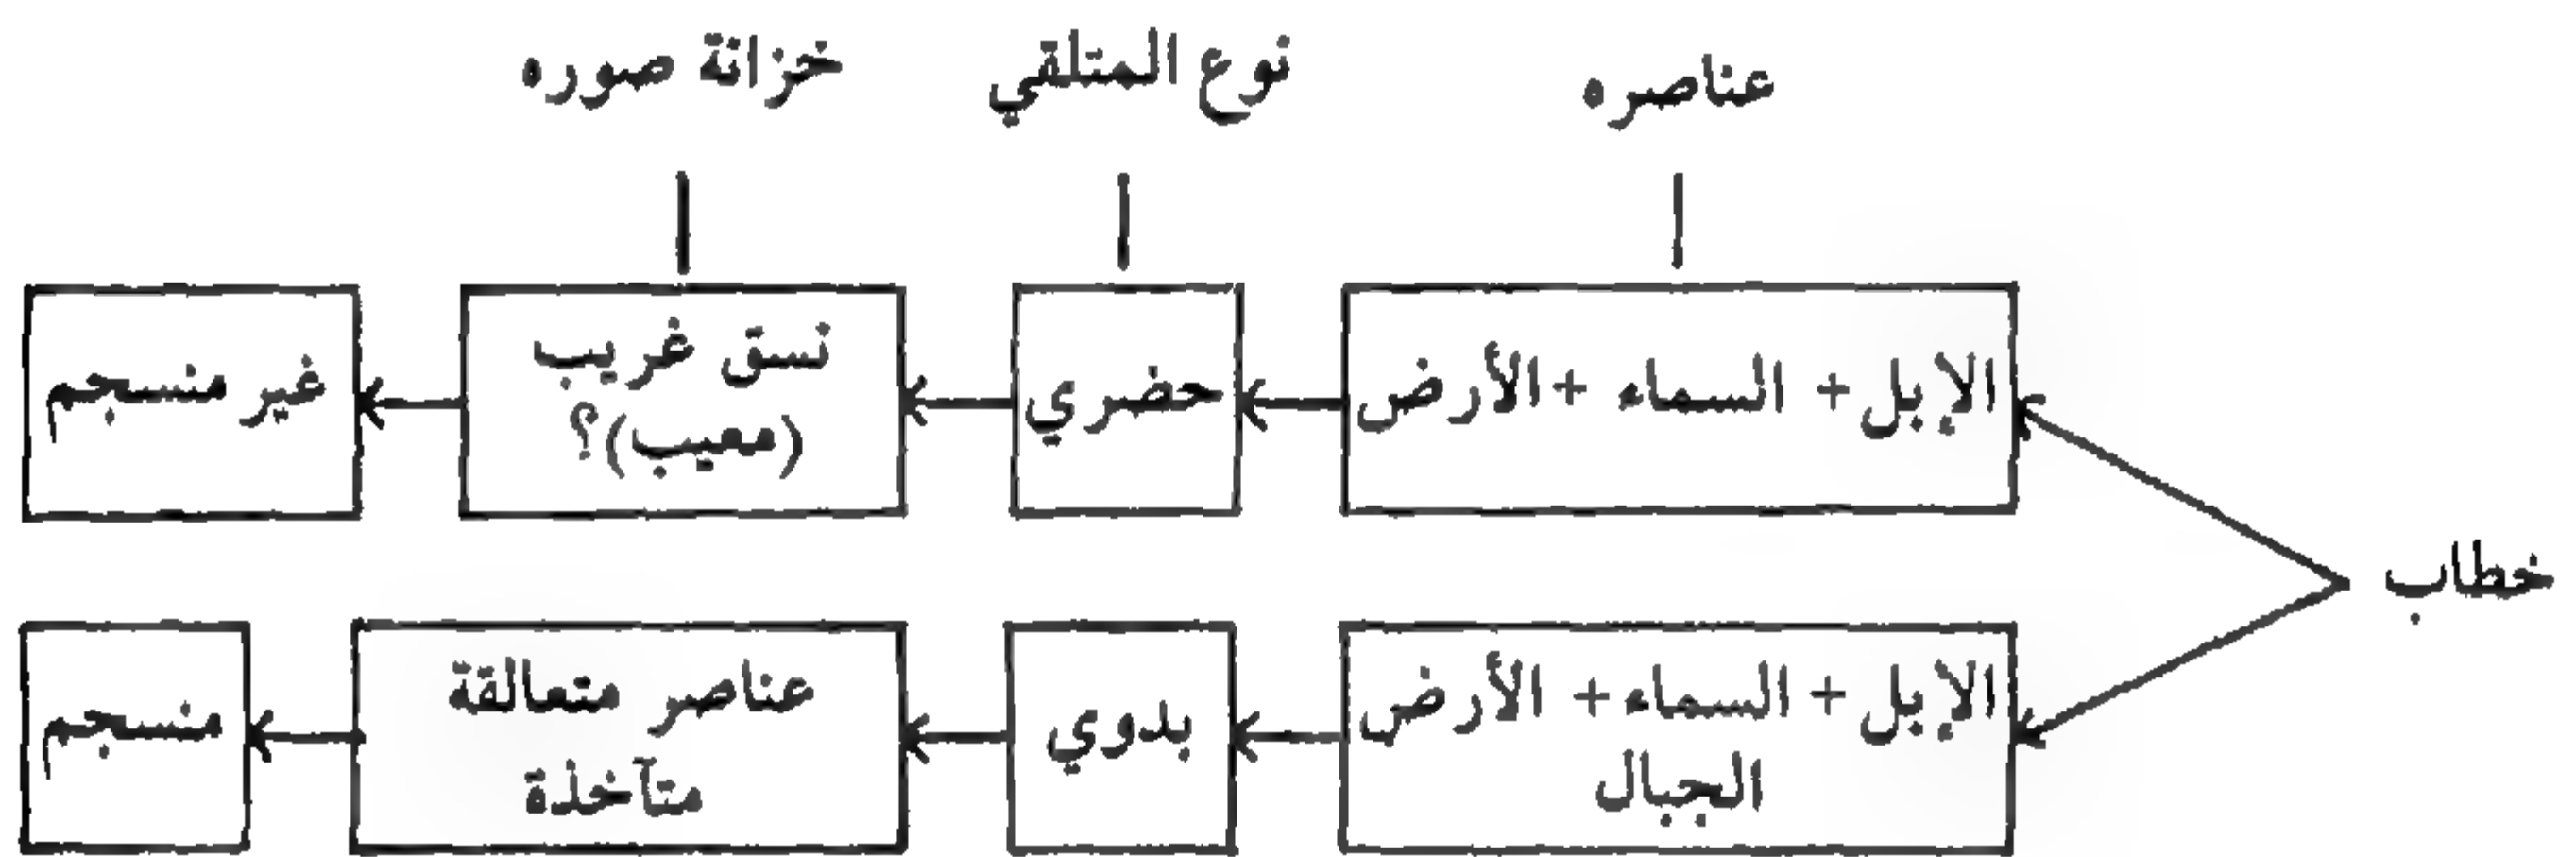 عناصره
نوع المتلقي
خزانة صوره
خطاب
الإبل + السماء + الأرض
حضري
نسق غريب
(معيب)؟
غير منسجم
الإبل + السماء + الأرض
الجبال
بدوي
عناصر متعالقة
متآخذة
منسجم